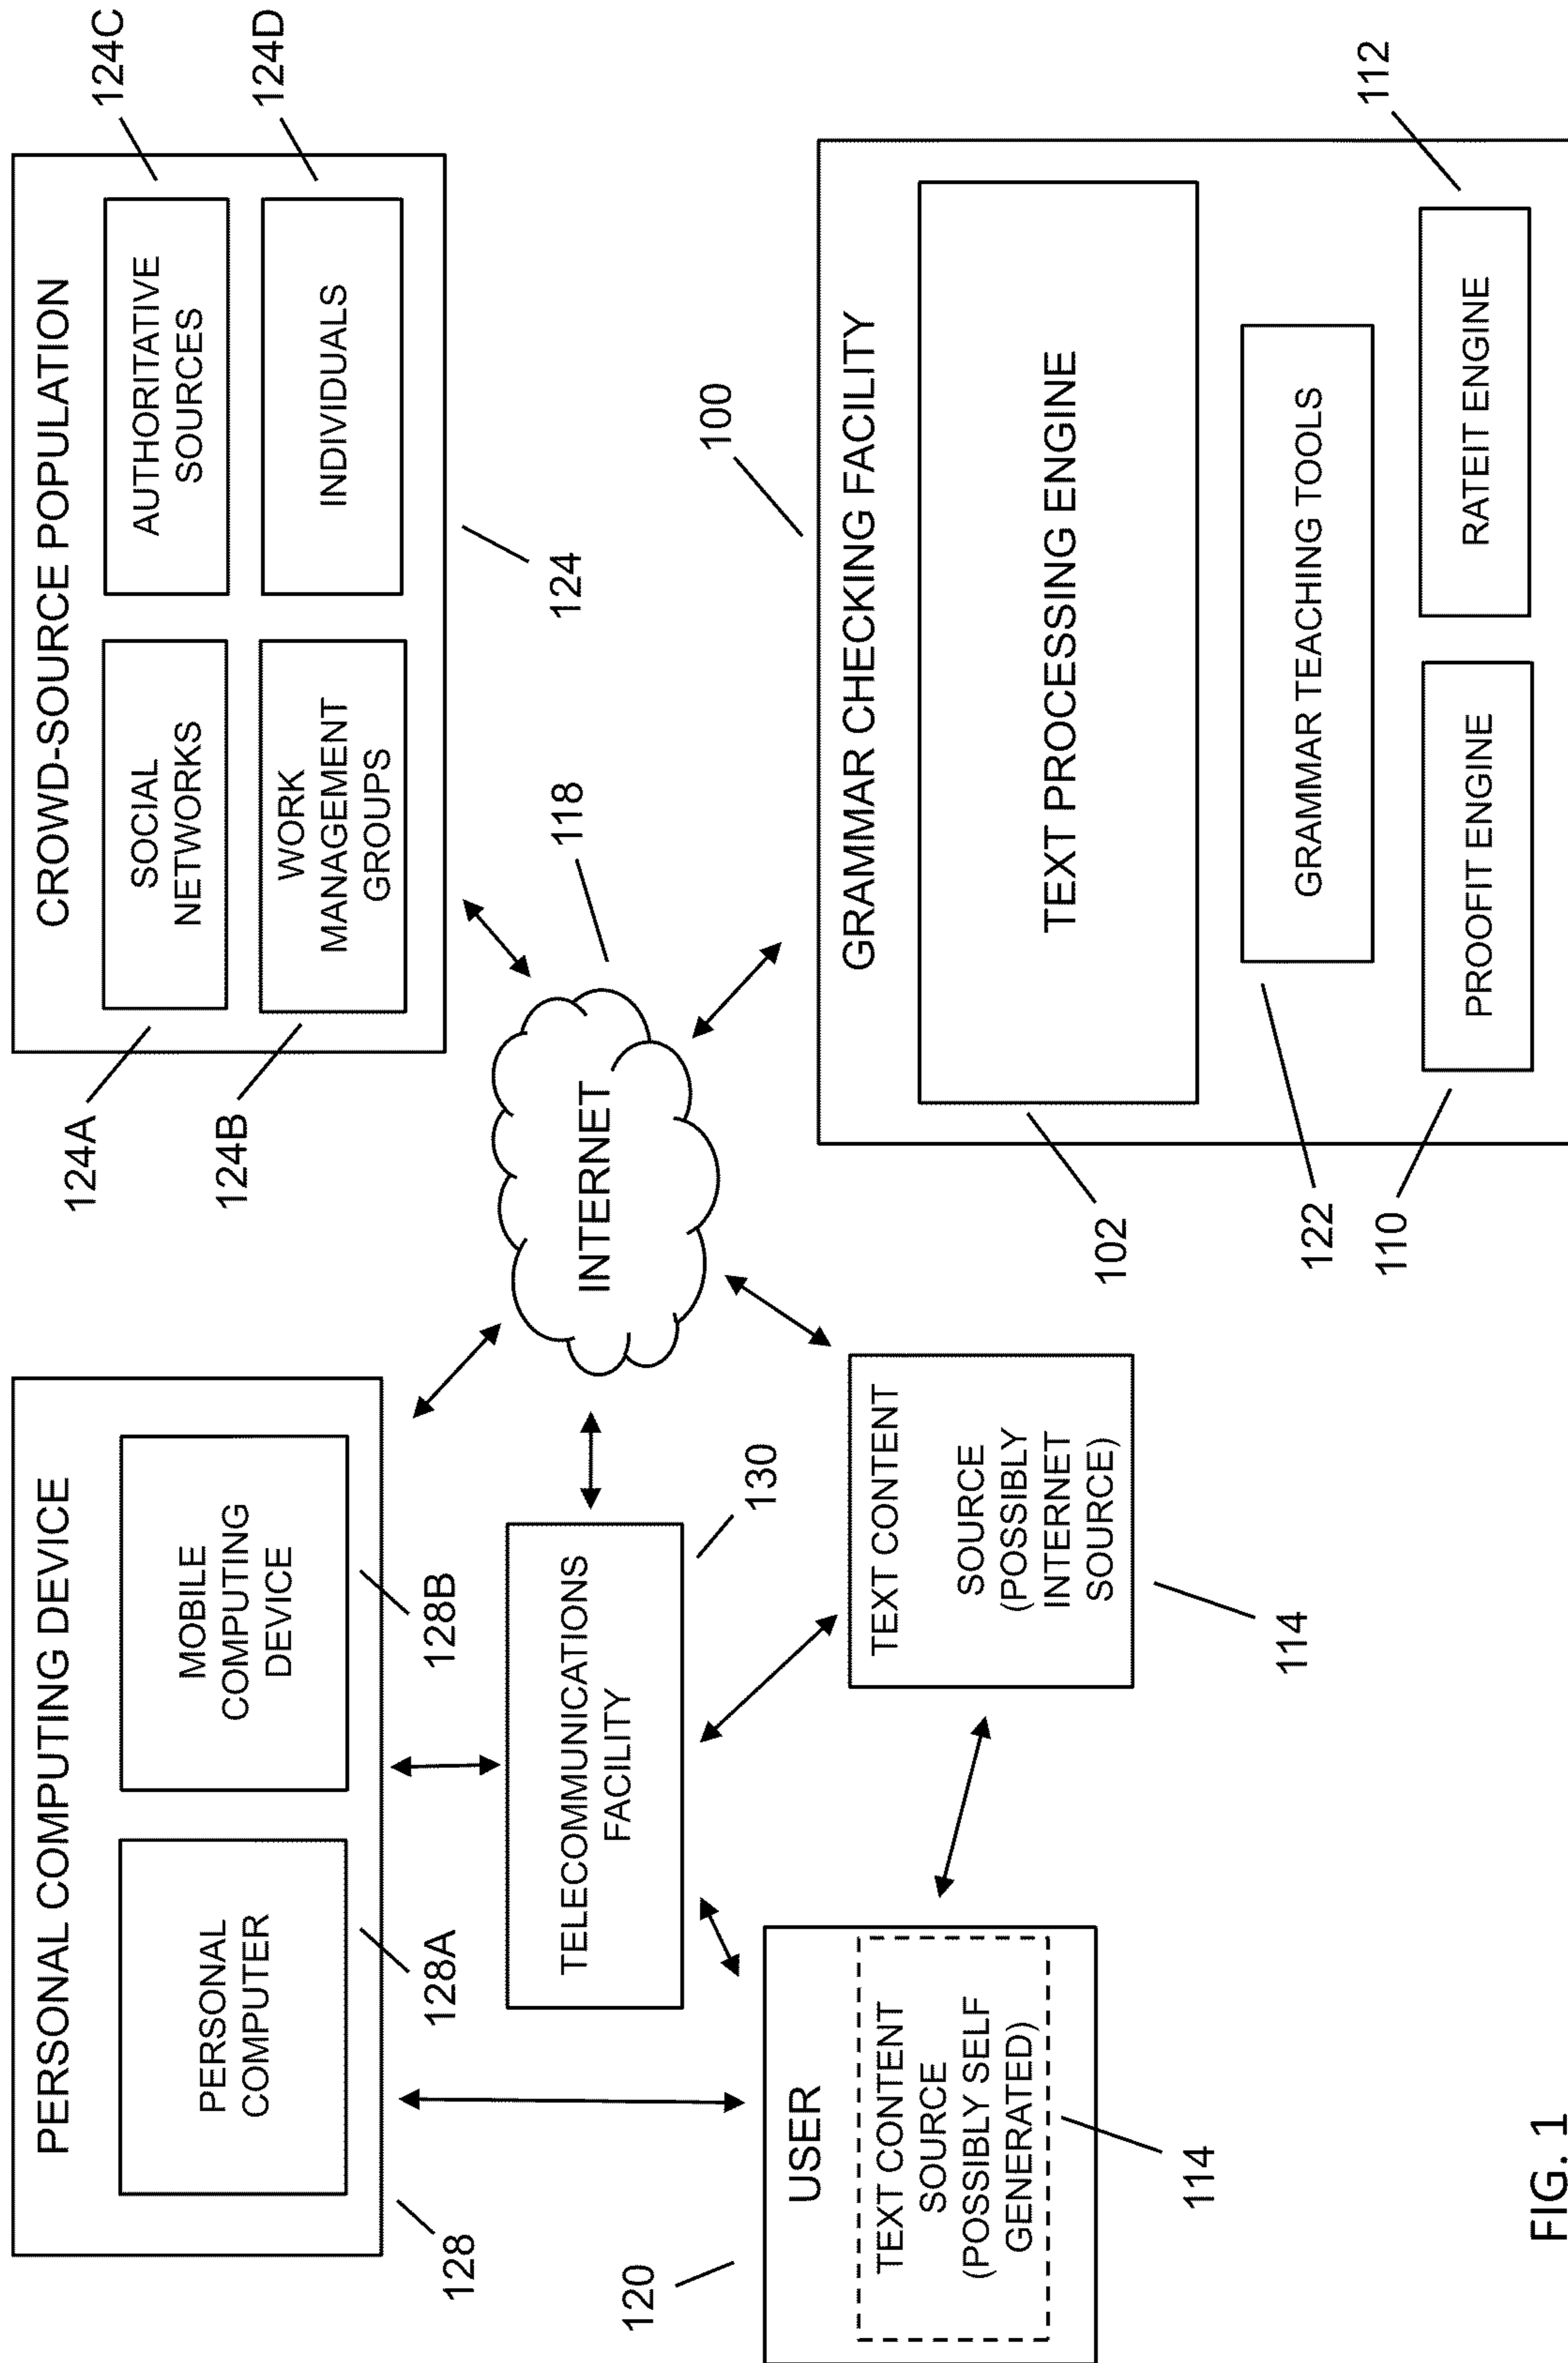 PERSONAL COMPUTING DEVICE
PERSONAL
COMPUTER
128A
MOBILE
COMPUTING
DEVICE
128B
128
CROWD-SOURCE POPULATION
124A
SOCIAL
NETWORKS
AUTHORITATIVE
SOURCES
124C
124B
WORK
MANAGEMENT
GROUPS
INDIVIDUALS
124D
124
TELECOMMUNICATIONS
FACILITY
130
INTERNET
118
120
USER
TEXT CONTENT
SOURCE
(POSSIBLY SELF
GENERATED)
114
TEXT CONTENT
SOURCE
(POSSIBLY
INTERNET
SOURCE)
114
100
GRAMMAR CHECKING FACILITY
TEXT PROCESSING ENGINE
102
GRAMMAR TEACHING TOOLS
122
PROOFIT ENGINE
110
RATEIT ENGINE
112
FIG. 1